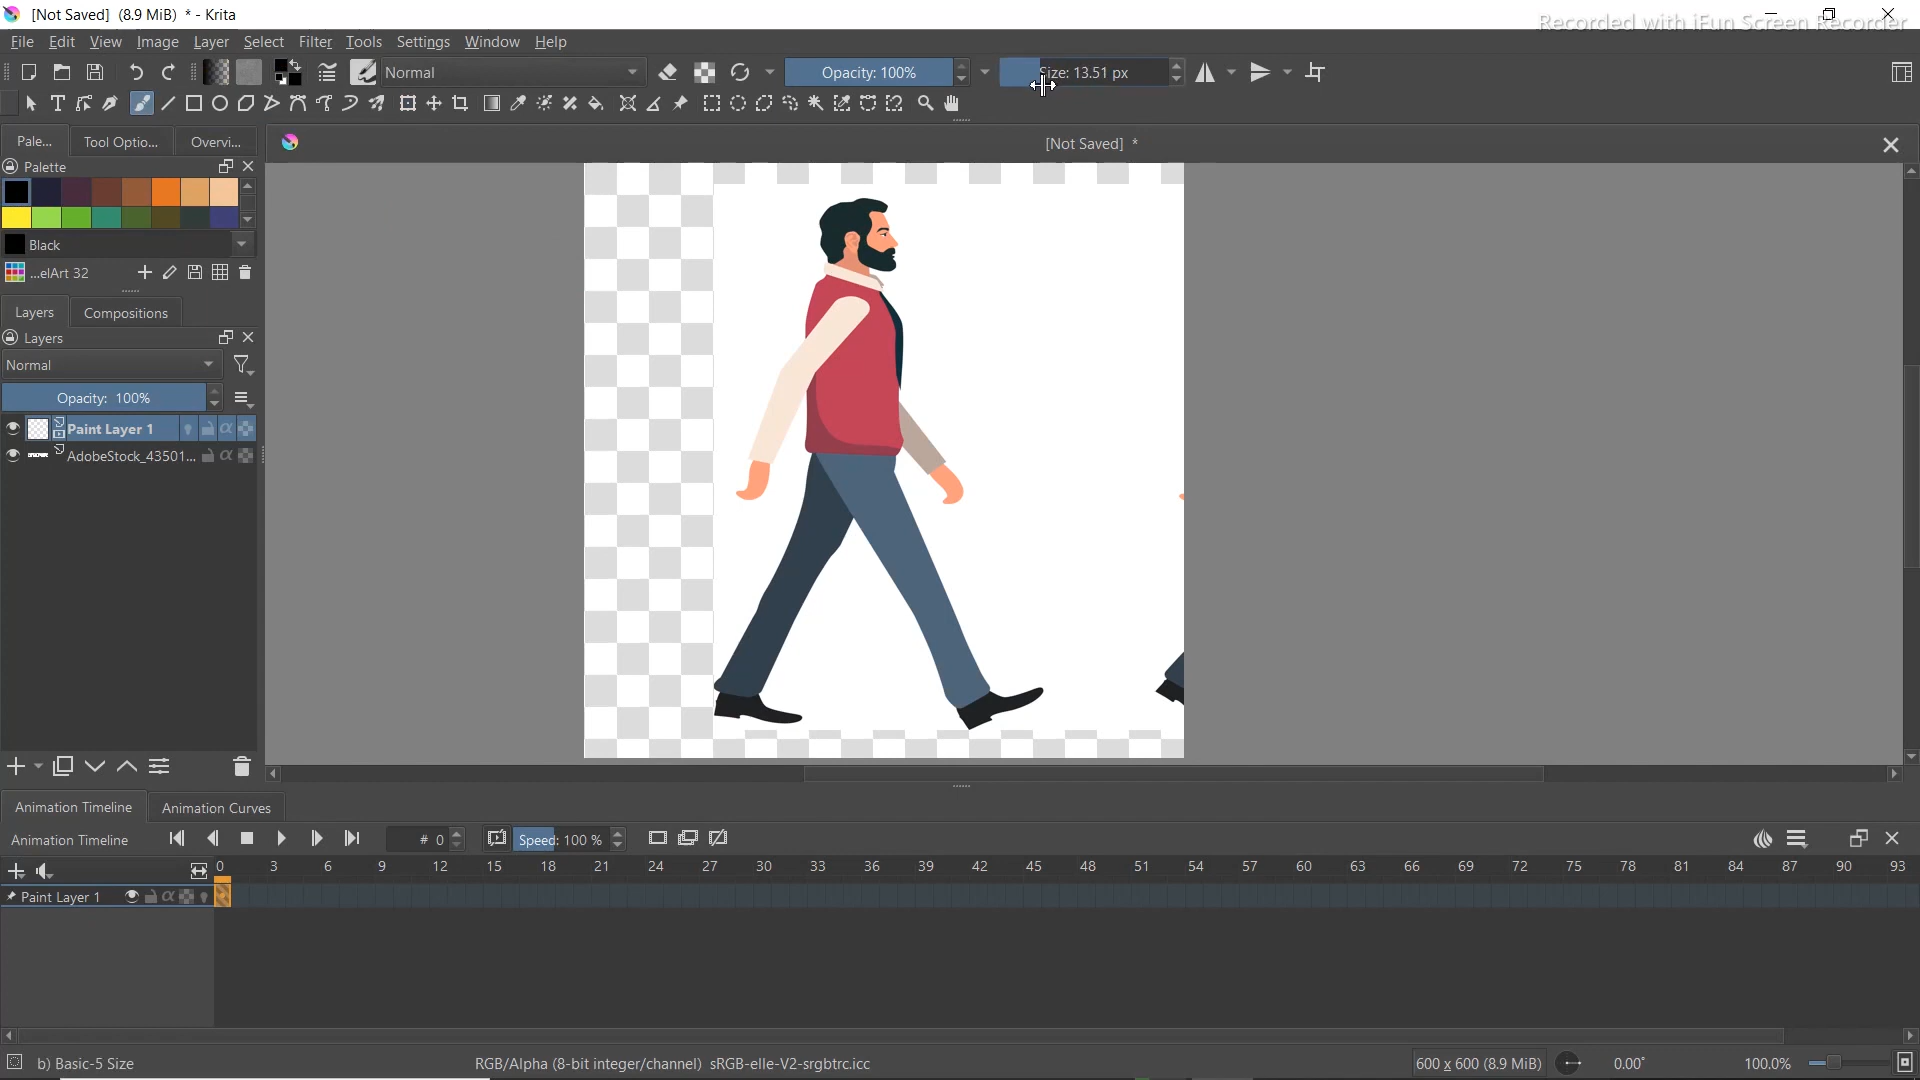 [Not Saved] (8.9 MiB) * - Krita
Recorded with iFun Screen Recorder
File Edit View Image Layer Select Filter Tools Settings Window Help
Normal
Opacity: 100%
Size: 13.51 px
Pale...
Tool Optio...
Overvi...
[Not Saved] *
Palette
Black
...elArt 32
Layers
Compositions
Layers
Normal
Opacity: 100%
Paint Layer 1
AdobeStock_43501...
Animation Timeline
Animation Curves
Animation Timeline
# 0
Speed: 100 %
0 3 6 9 12 15 18 21 24 27 30 33 36 39 42 45 48 51 54 57 60 63 66 69 72 75 78 81 84 87 90 93
Paint Layer 1
b) Basic-5 Size
RGB/Alpha (8-bit integer/channel) sRGB-elle-V2-srgbtrc.icc
600 x 600 (8.9 MiB)
0.00°
100.0%